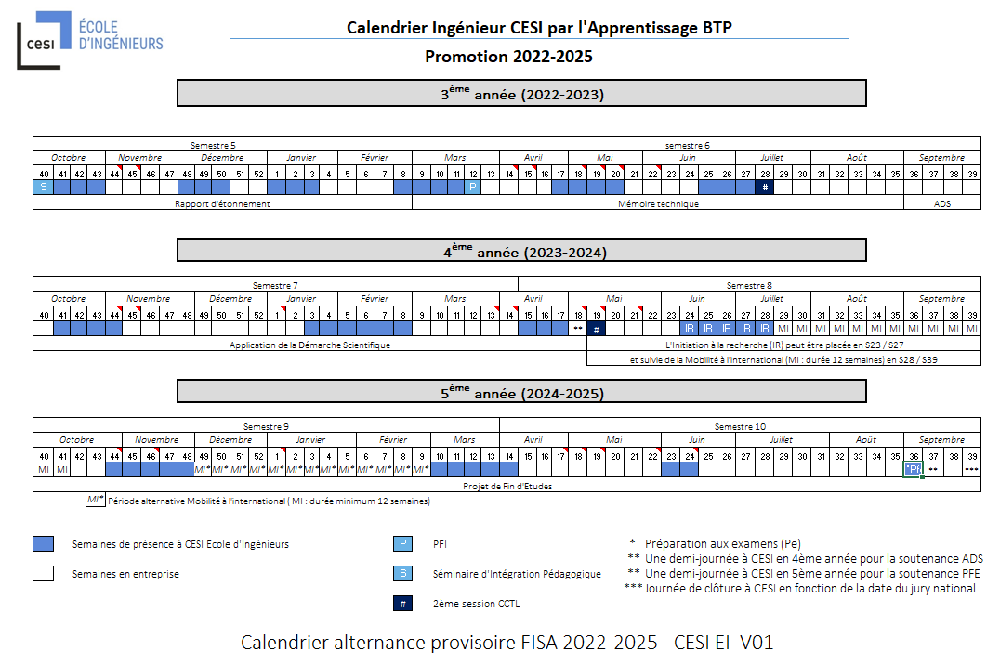 cesi ÉCOLE D'INGÉNIEURS
Calendrier Ingénieur CESI par l'Apprentissage BTP
Promotion 2022-2025
3ème année (2022-2023)
Semestre 5 semestre 6
Octobre Novembre Décembre Janvier Février Mars Avril Mai Juin Juillet Août Septembre
40 41 42 43 44 45 46 47 48 49 50 51 52 1 2 3 4 5 6 7 8 9 10 11 12 13 14 15 16 17 18 19 20 21 22 23 24 25 26 27 28 29 30 31 32 33 34 35 36 37 38 39
S P #
Rapport d'étonnement Mémoire technique ADS
4ème année (2023-2024)
Semestre 7 Semestre 8
Octobre Novembre Décembre Janvier Février Mars Avril Mai Juin Juillet Août Septembre
40 41 42 43 44 45 46 47 48 49 50 51 52 1 2 3 4 5 6 7 8 9 10 11 12 13 14 15 16 17 18 19 20 21 22 23 24 25 26 27 28 29 30 31 32 33 34 35 36 37 38 39
** # IR IR IR IR IR MI MI MI MI MI MI MI MI MI MI MI
Application de la Démarche Scientifique L'Initiation à la recherche (IR) peut être placée en S23 / S27
et suivie de la Mobilité à l'international (MI : durée 12 semaines) en S28 / S39
5ème année (2024-2025)
Semestre 9 Semestre 10
Octobre Novembre Décembre Janvier Février Mars Avril Mai Juin Juillet Août Septembre
40 41 42 43 44 45 46 47 48 49 50 51 52 1 2 3 4 5 6 7 8 9 10 11 12 13 14 15 16 17 18 19 20 21 22 23 24 25 26 27 28 29 30 31 32 33 34 35 36 37 38 39
MI MI MI* MI* MI* MI* MI* MI* MI* MI* MI* MI* MI* MI* MI* ** ***
Projet de Fin d'Etudes
MI* Période alternative Mobilité à l'international ( MI : durée minimum 12 semaines)
Semaines de présence à CESI Ecole d'Ingénieurs
Semaines en entreprise
P PFI
S Séminaire d'Intégration Pédagogique
# 2ème session CCTL
* Préparation aux examens (Pe)
** Une demi-journée à CESI en 4ème année pour la soutenance ADS
** Une demi-journée à CESI en 5ème année pour la soutenance PFE
*** Journée de clôture à CESI en fonction de la date du jury national
Calendrier alternance provisoire FISA 2022-2025 - CESI EI V01